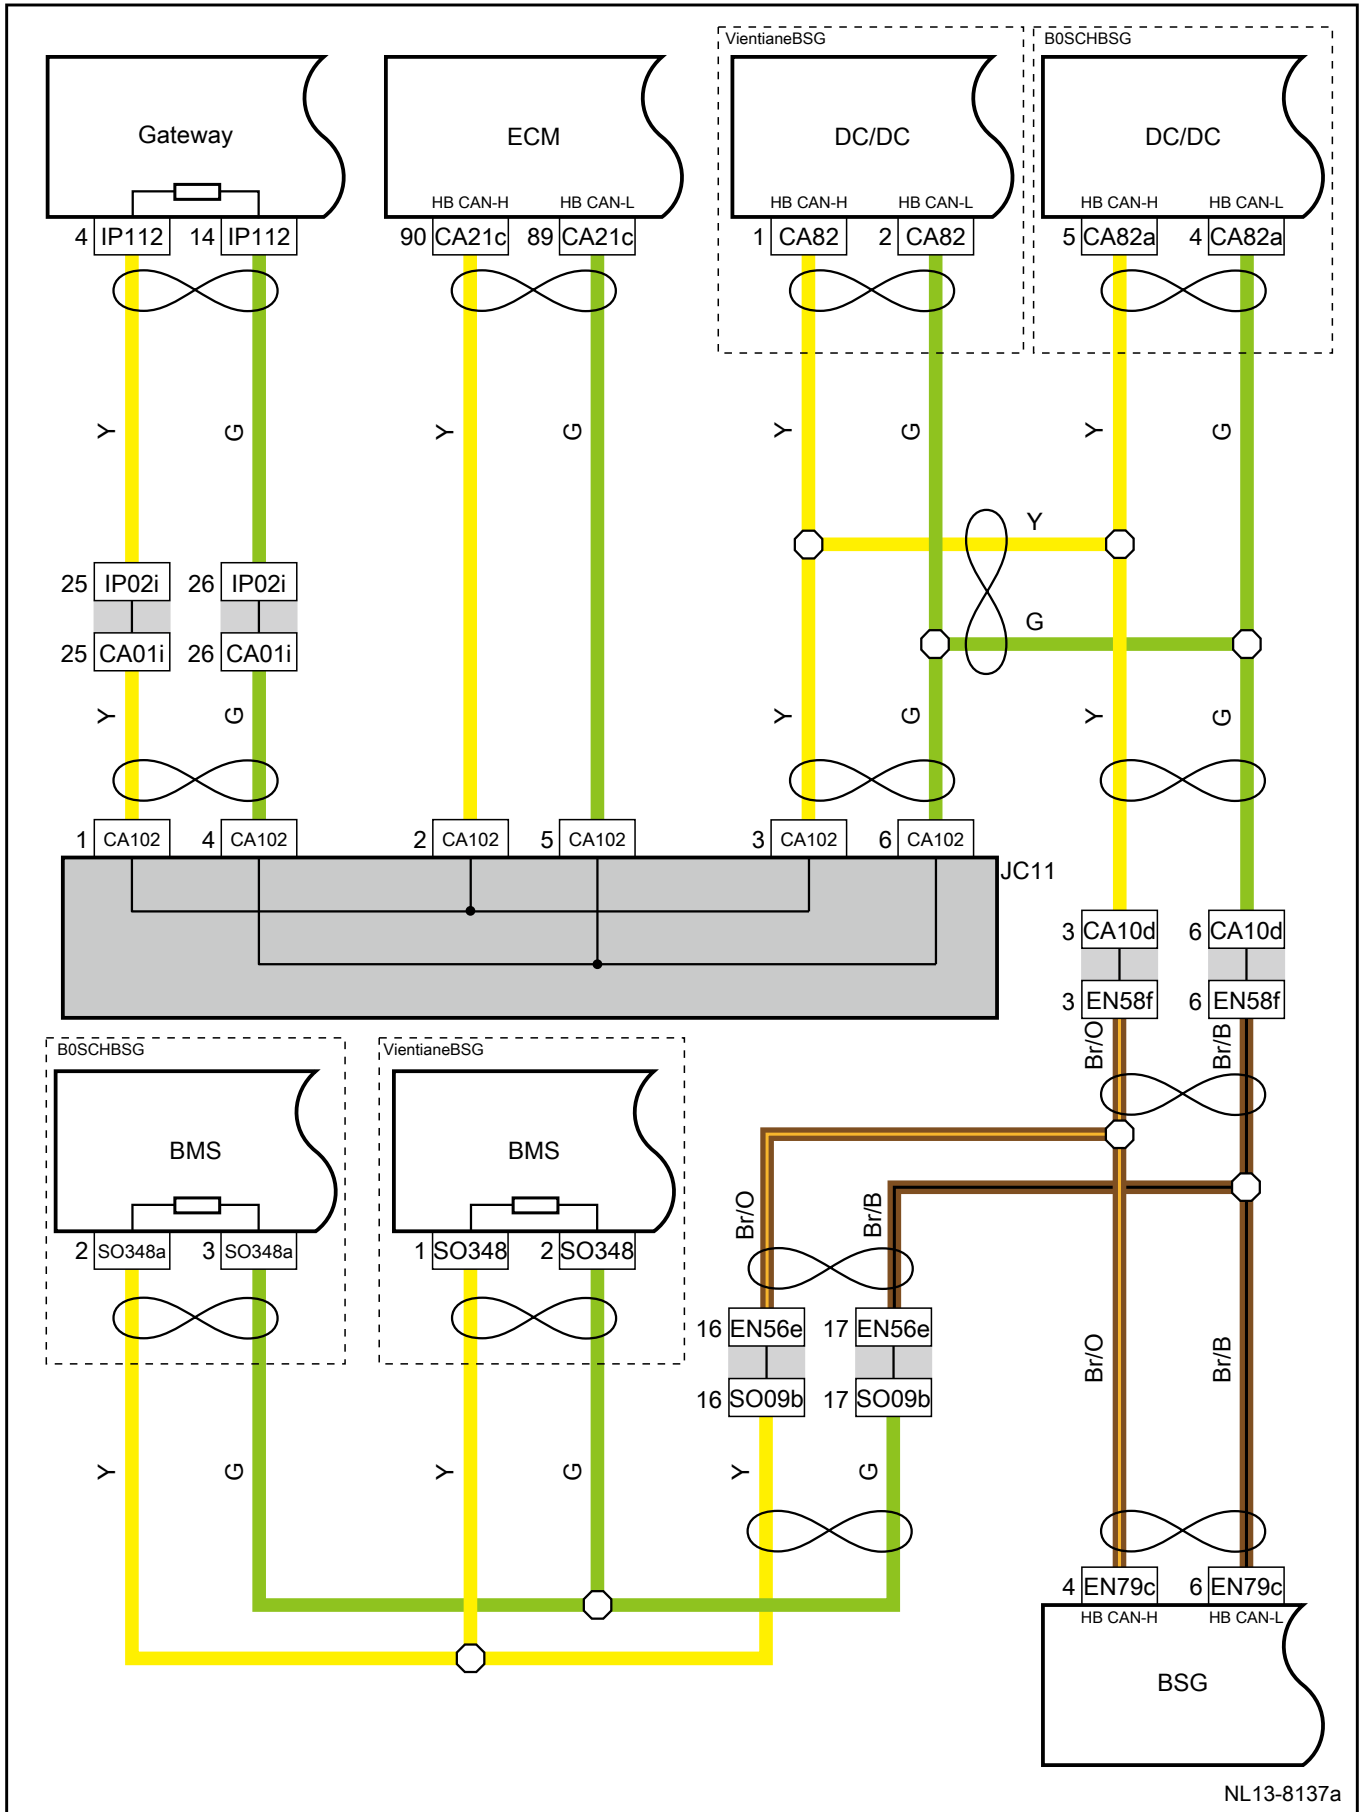 VientianeBSG B0SCHBSG
Gateway ECM DC/DC DC/DC
HB CAN-H HB CAN-L HB CAN-H HB CAN-L HB CAN-H HB CAN-L
4 IP112 14 IP112 90 CA21c 89 CA21c 1 CA82 2 CA82 5 CA82a 4 CA82a
Y G Y G Y G Y G
Y
25 IP02i 26 IP02i
G
25 CA01i 26 CA01i
Y G Y G Y G
1 CA102 4 CA102 2 CA102 5 CA102 3 CA102 6 CA102
JC11
3 CA10d 6 CA10d
3 EN58f 6 EN58f
Br/O Br/B
B0SCHBSG VientianeBSG
BMS BMS
Br/O Br/B
2 SO348a 3 SO348a 1 SO348 2 SO348
16 EN56e 17 EN56e
Br/O Br/B
16 SO09b 17 SO09b
Y G Y G Y G
4 EN79c 6 EN79c
HB CAN-H HB CAN-L
BSG
NL13-8137a